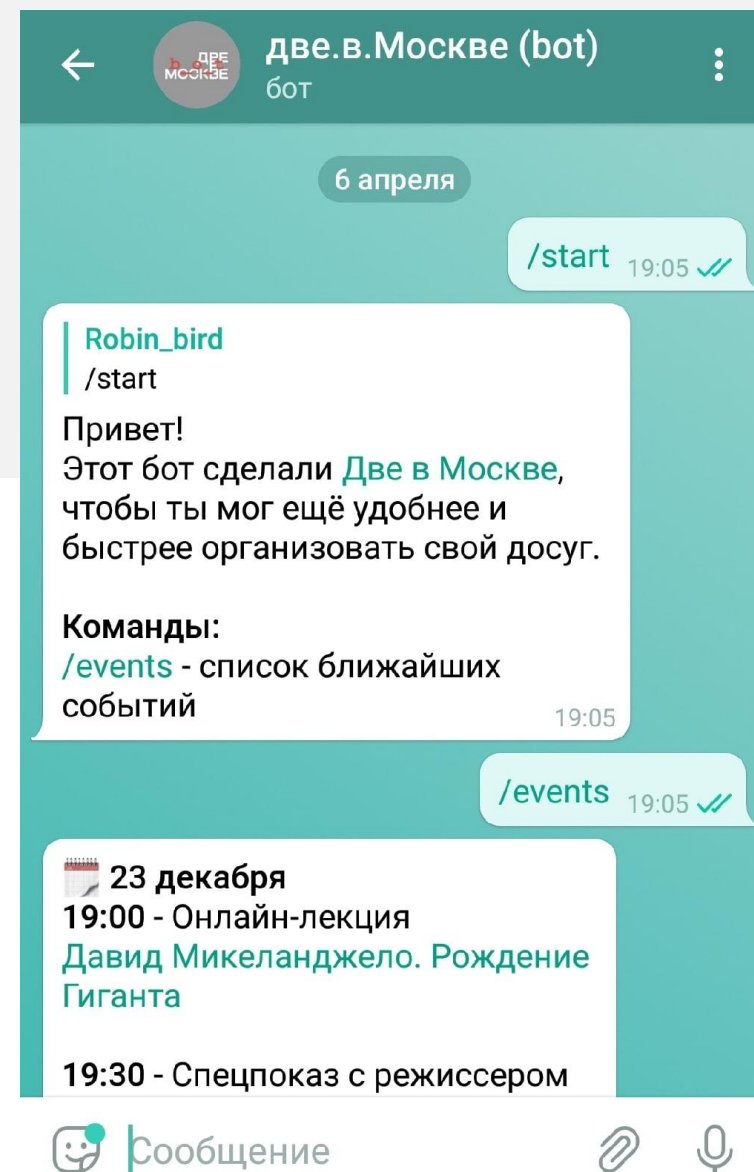 две.в.Москве (bot)
бот
6 апреля
/start 19:05
Robin_bird
/start
Привет!
Этот бот сделали Две в Москве,
чтобы ты мог ещё удобнее и
быстрее организовать свой досуг.
Команды:
/events - список ближайших
событий
19:05
/events 19:05
23 декабря
19:00 - Онлайн-лекция
Давид Микеланджело. Рождение
Гиганта
19:30 - Спецпоказ с режиссером
Сообщение